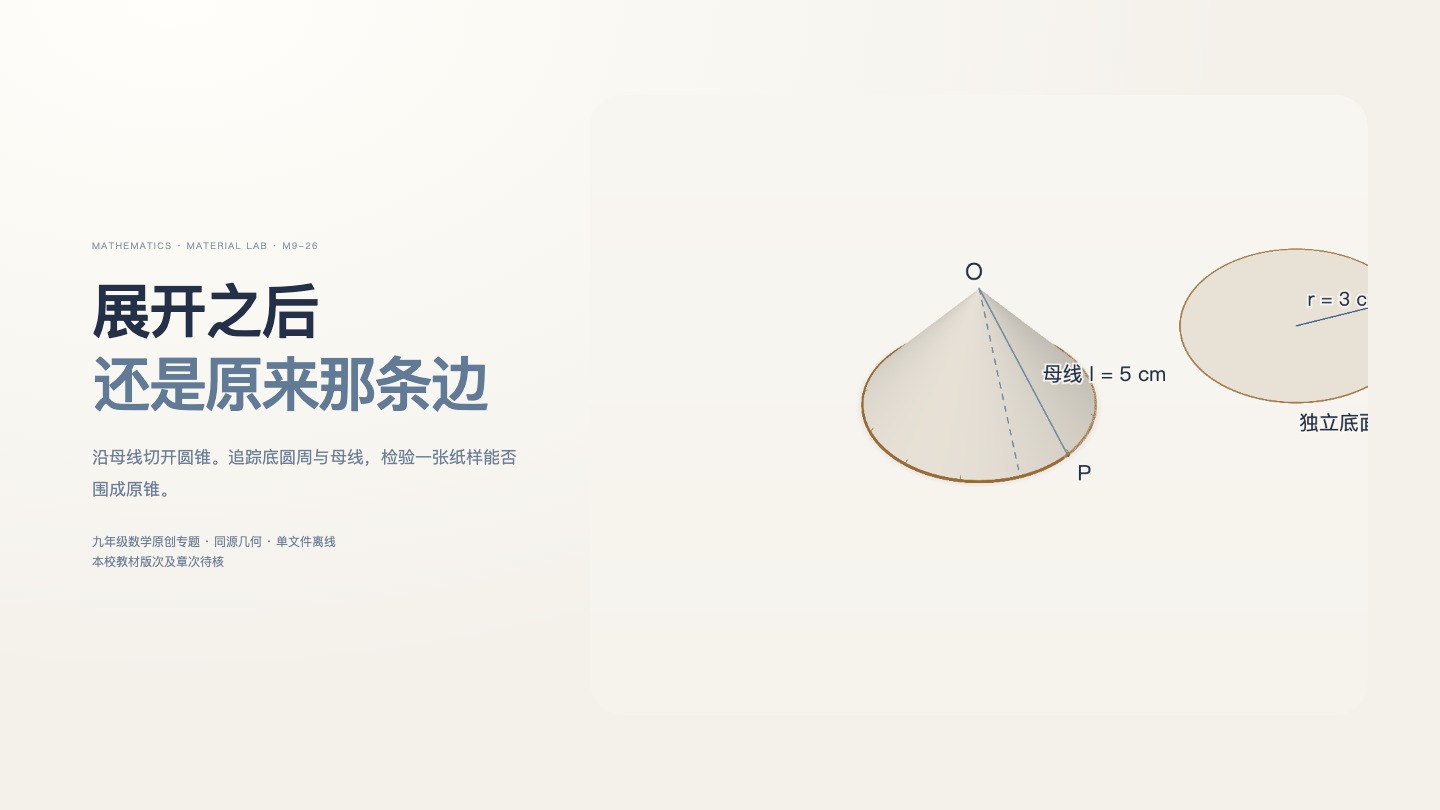 MATHEMATICS · MATERIAL LAB · M9–26
展开之后
还是原来那条边
沿母线切开圆锥。追踪底圆周与母线，检验一张纸样能否
围成原锥。
九年级数学原创专题 · 同源几何 · 单文件离线
本校教材版次及章次待核
O
母线 l = 5 cm
P
r = 3 c
独立底